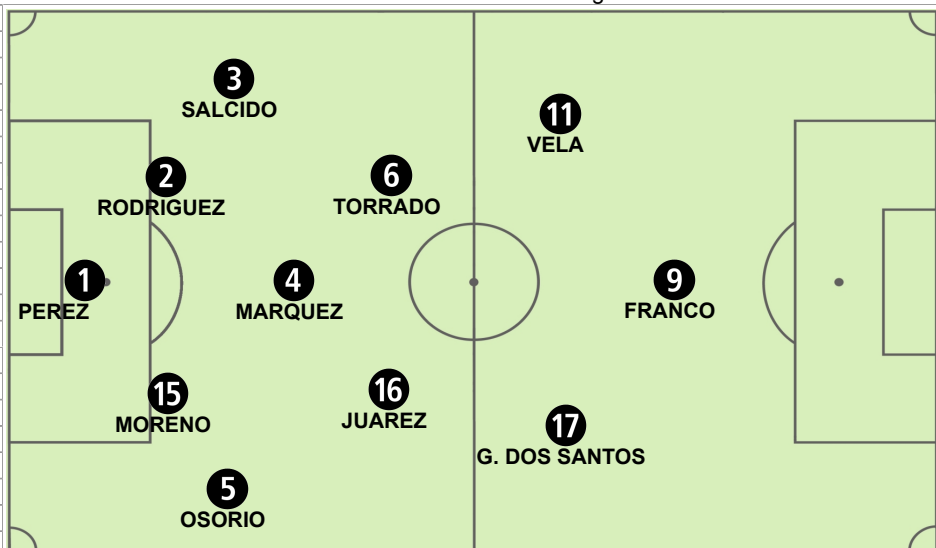 3
SALCIDO
11
VELA
2
RODRIGUEZ
6
TORRADO
1
PEREZ
4
MARQUEZ
9
FRANCO
15
MORENO
16
JUAREZ
17
G. DOS SANTOS
5
OSORIO